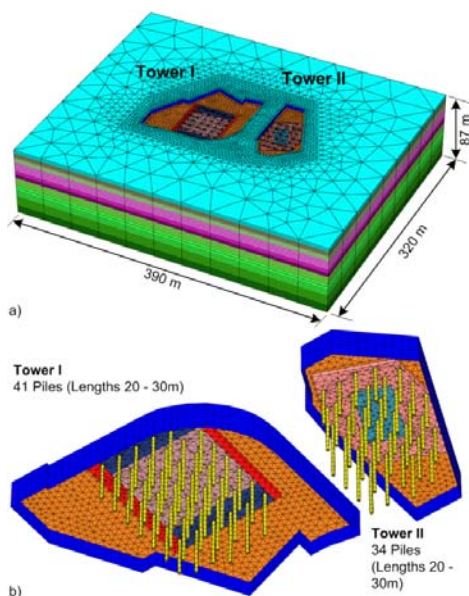 Tower I
Tower II
87 m
320 m
390 m
a)
Tower I
41 Piles (Lengths 20 - 30m)
Tower II
34 Piles
(Lengths 20 -
30m)
b)